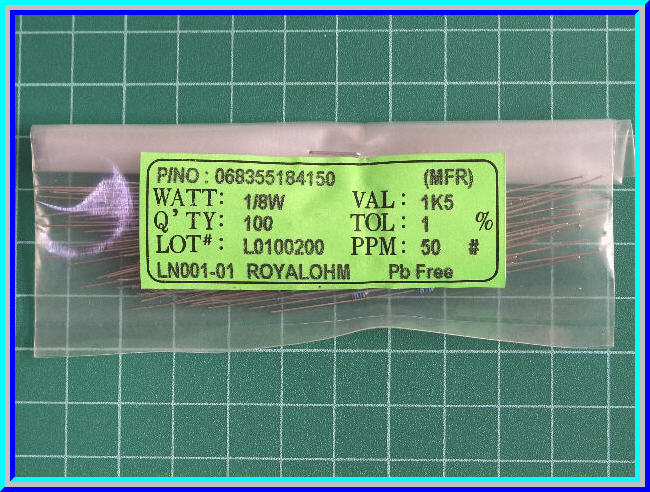 P/NO : 068355184150 (MFR)
WATT: 1/8W VAL : 1K5
Q'TY: 100 TOL : 1 %
LOT#: L0100200 PPM: 50 #
LN001-01 ROYALOHM Pb Free